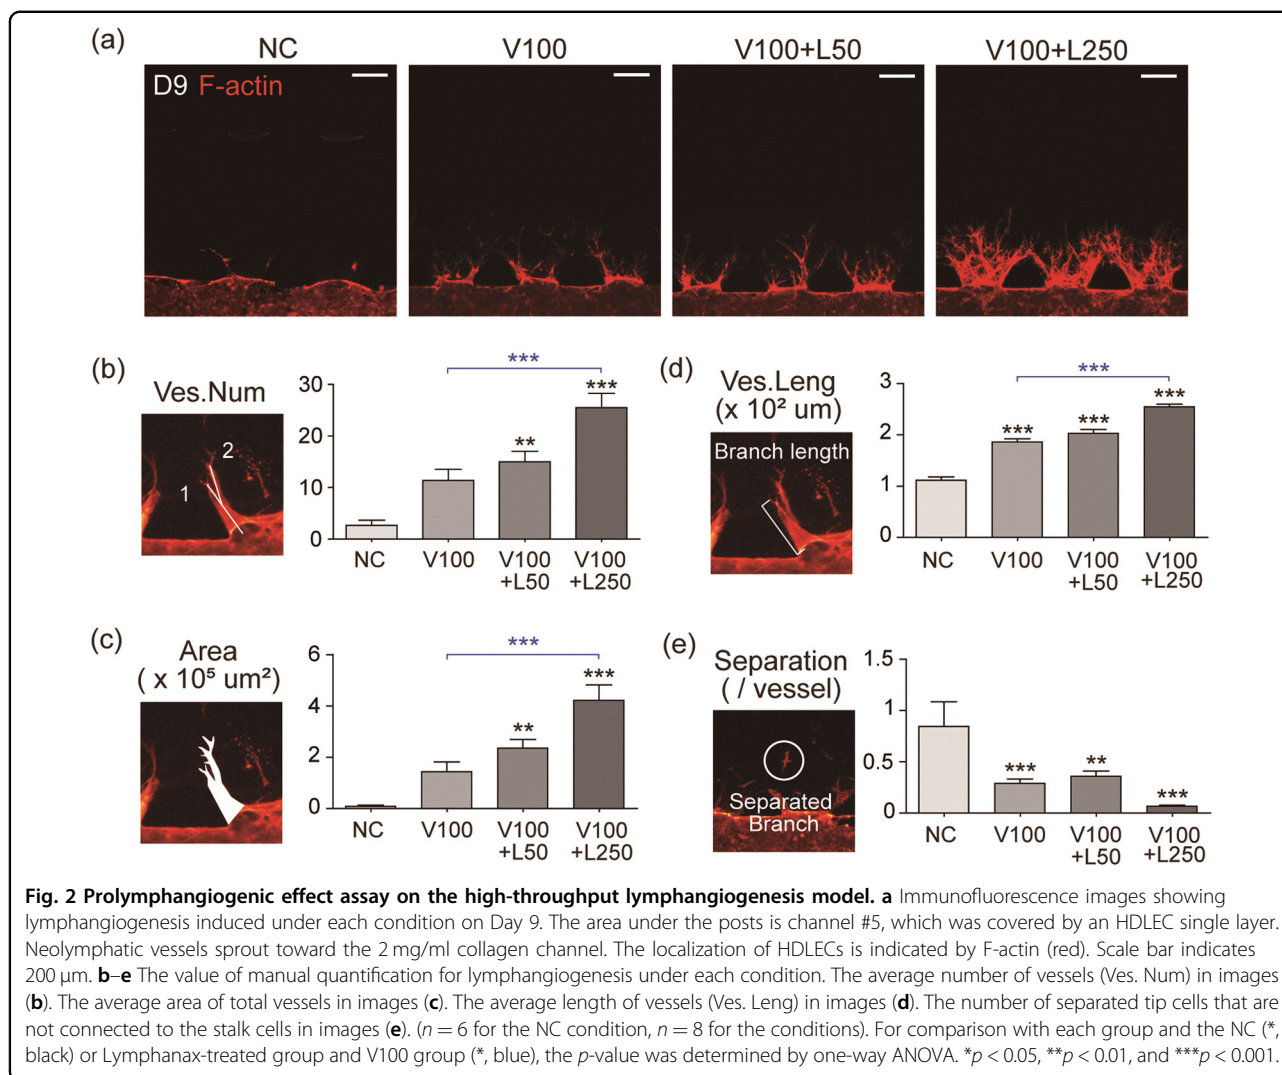 (a)
NC
V100
V100+L50
V100+L250
D9 F-actin
(b)
Ves.Num
2
1
30
20
10
0
***
**
***
NC
V100
V100
+L50
V100
+L250
(d)
Ves.Leng
(x 10² um)
Branch length
3
2
1
0
***
***
***
***
NC
V100
V100
+L50
V100
+L250
(c)
Area
( x 10⁵ um²)
6
4
2
0
***
**
***
NC
V100
V100
+L50
V100
+L250
(e)
Separation
( / vessel)
Separated
Branch
1.5
1
0.5
0
***
**
***
NC
V100
V100
+L50
V100
+L250
Fig. 2 Prolymphangiogenic effect assay on the high-throughput lymphangiogenesis model. a Immunofluorescence images showing
lymphangiogenesis induced under each condition on Day 9. The area under the posts is channel #5, which was covered by an HDLEC single layer.
Neolymphatic vessels sprout toward the 2 mg/ml collagen channel. The localization of HDLECs is indicated by F-actin (red). Scale bar indicates
200 µm. b–e The value of manual quantification for lymphangiogenesis under each condition. The average number of vessels (Ves. Num) in images
(b). The average area of total vessels in images (c). The average length of vessels (Ves. Leng) in images (d). The number of separated tip cells that are
not connected to the stalk cells in images (e). (n = 6 for the NC condition, n = 8 for the conditions). For comparison with each group and the NC (*,
black) or Lymphanax-treated group and V100 group (*, blue), the p-value was determined by one-way ANOVA. *p < 0.05, **p < 0.01, and ***p < 0.001.